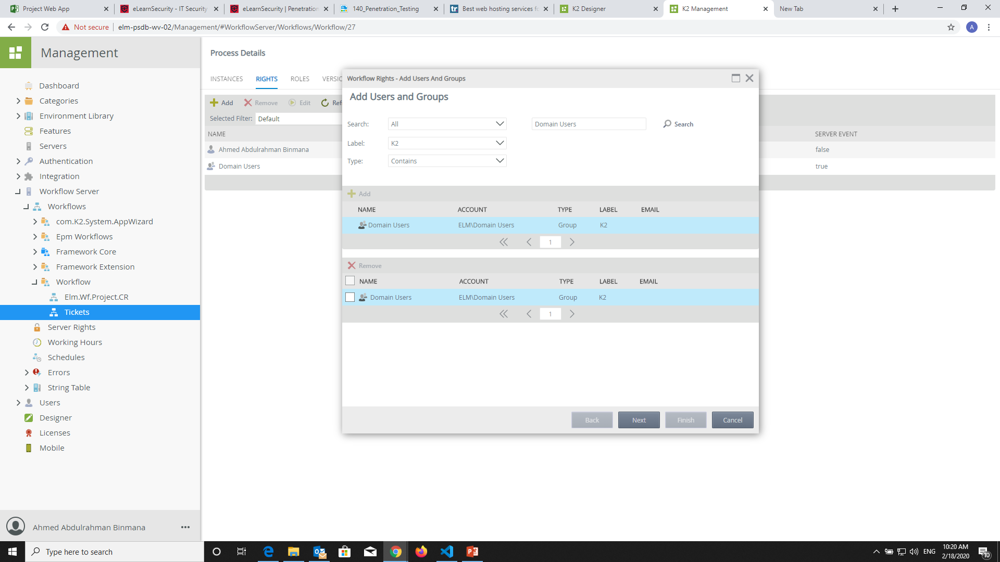 Project Web App
eLearnSecurity - IT Security
eLearnSecurity | Penetration
140_Penetration_Testing
Best web hosting services fo
K2 Designer
K2 Management
New Tab
Not secure
elm-psdb-wv-02/Management/#WorkflowServer/Workflows/Workflow/27
A
Management
Dashboard
Categories
Environment Library
Features
Servers
Authentication
Integration
Workflow Server
Workflows
com.K2.System.AppWizard
Epm Workflows
Framework Core
Framework Extension
Workflow
Elm.Wf.Project.CR
Tickets
Server Rights
Working Hours
Schedules
Errors
String Table
Users
Designer
Licenses
Mobile
Ahmed Abdulrahman Binmana
Process Details
INSTANCES RIGHTS ROLES VERSIO
Add Remove Edit Ref
Selected Filter: Default
NAME SERVER EVENT
Ahmed Abdulrahman Binmana false
Domain Users true
Workflow Rights - Add Users And Groups
Add Users and Groups
Search: All Domain Users Search
Label: K2
Type: Contains
Add
NAME ACCOUNT TYPE LABEL EMAIL
Domain Users ELM\Domain Users Group K2
1
Remove
NAME ACCOUNT TYPE LABEL EMAIL
Domain Users ELM\Domain Users Group K2
1
Back Next Finish Cancel
Type here to search
ENG
10:20 AM
2/18/2020
10